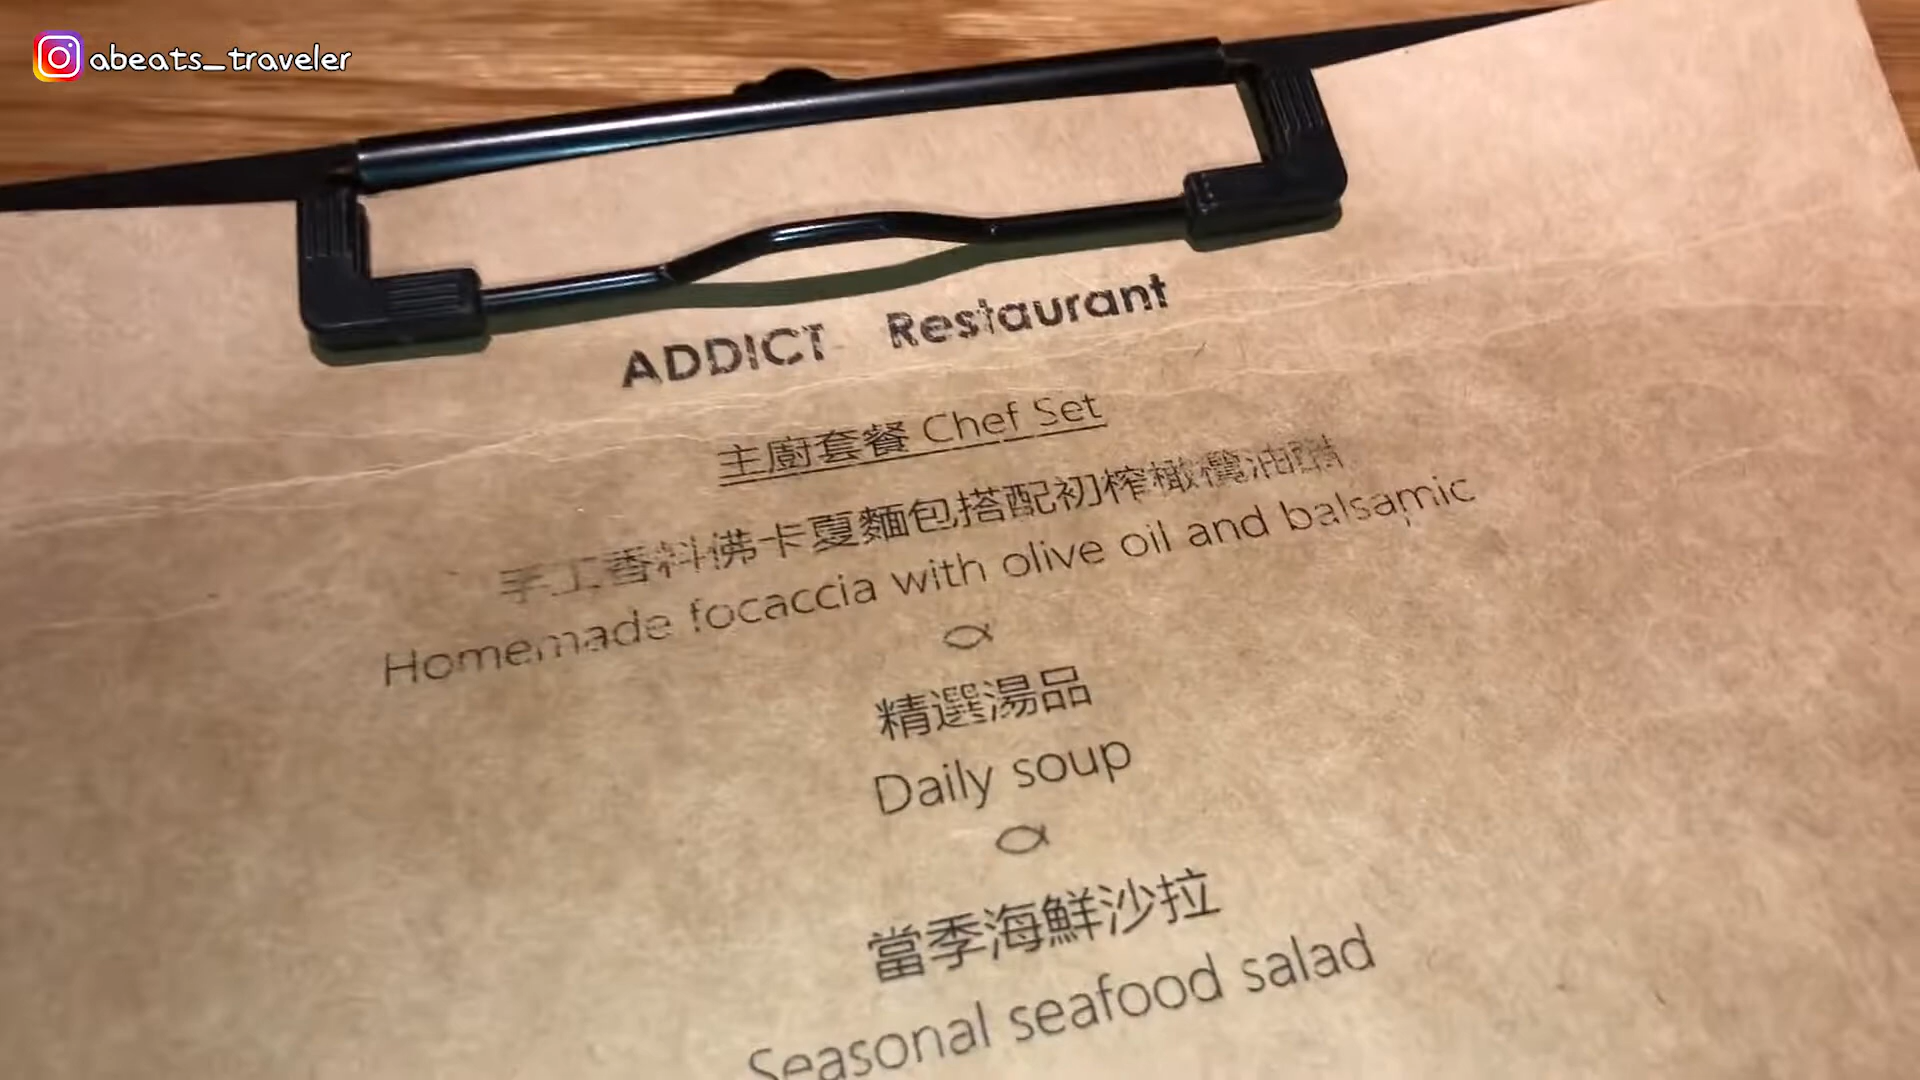 abeats_traveler
ADDICT Restaurant
主廚套餐 Chef Set
手工香料佛卡夏麵包搭配初榨橄欖油醋
Homemade focaccia with olive oil and balsamic
精選湯品
Daily soup
當季海鮮沙拉
Seasonal seafood salad